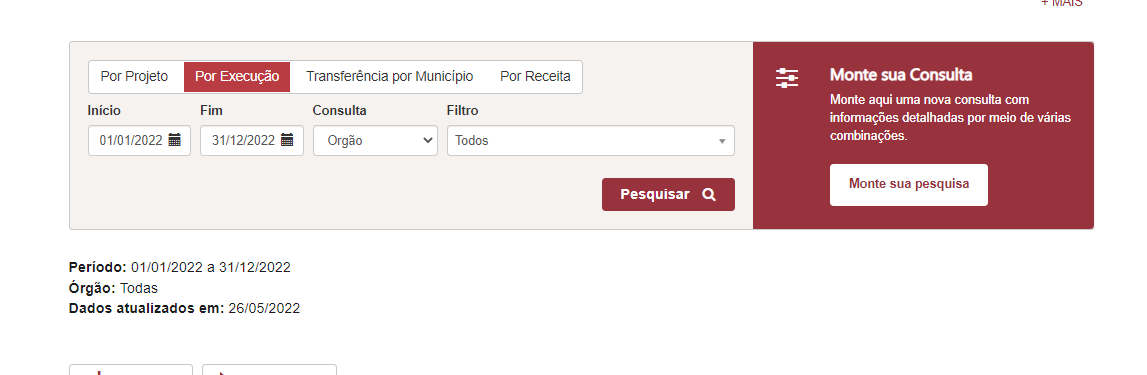 + MAIS
Por Projeto Por Execução Transferência por Município Por Receita
Início Fim Consulta Filtro
01/01/2022 31/12/2022 Orgão Todos
Pesquisar
Monte sua Consulta
Monte aqui uma nova consulta com
informações detalhadas por meio de várias
combinações.
Monte sua pesquisa
Período: 01/01/2022 a 31/12/2022
Órgão: Todas
Dados atualizados em: 26/05/2022